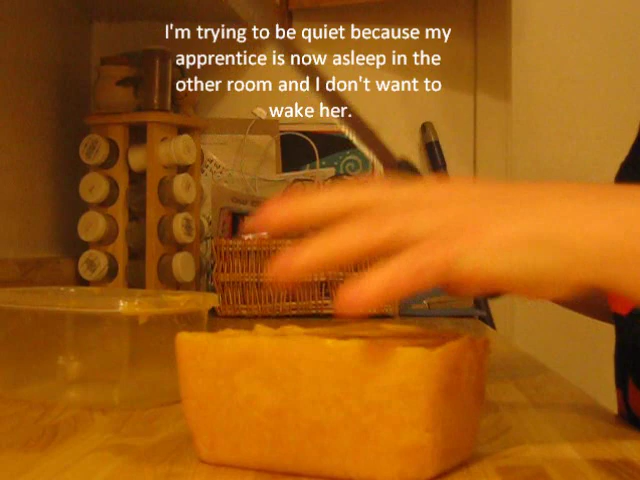 I'm trying to be quiet because my
apprentice is now asleep in the
other room and I don't want to
wake her.